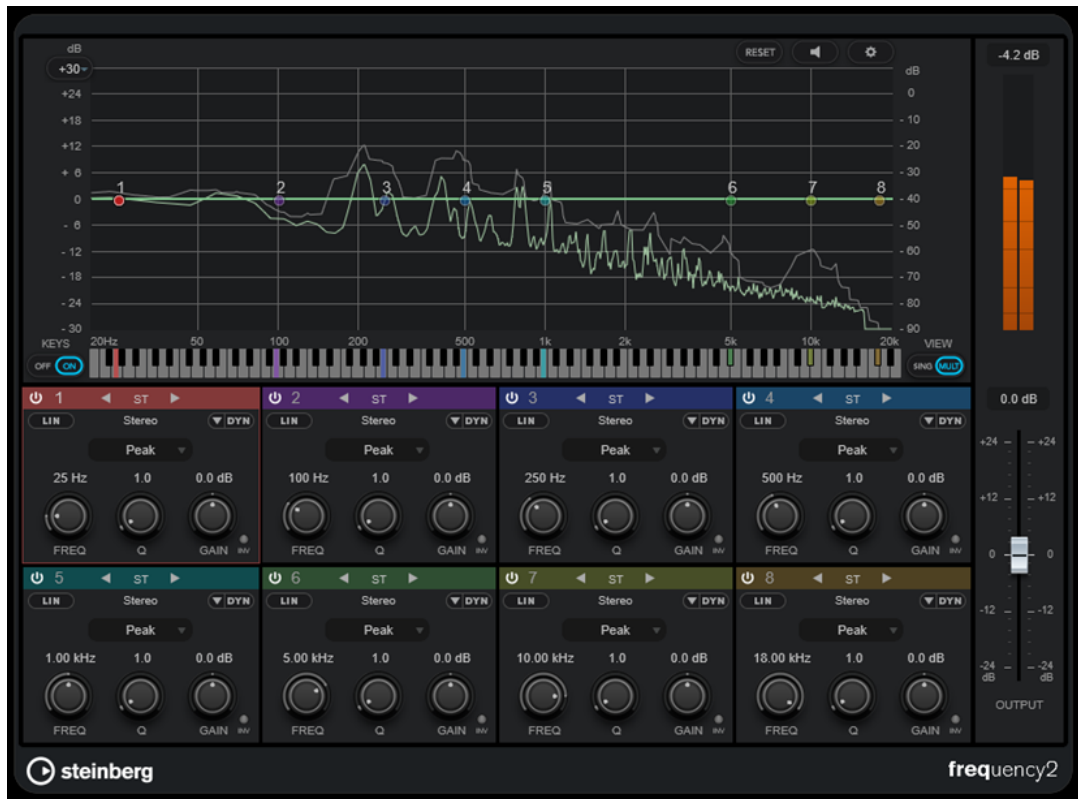 dB
RESET
-4.2 dB
+30
dB
+24
0
+18
- 10
+12
- 20
+ 6
- 30
1 2 3 4 5 6 7 8
0
- 40
- 6
- 50
- 12
- 60
- 18
- 70
- 24
- 80
- 30
- 90
KEYS
20Hz 50 100 200 500 1k 2k 5k 10k 20k
VIEW
OFF ON
SING MULT
1 ST
LIN Stereo DYN
Peak
25 Hz 1.0 0.0 dB
FREQ Q GAIN INV
2 ST
LIN Stereo DYN
Peak
100 Hz 1.0 0.0 dB
FREQ Q GAIN INV
3 ST
LIN Stereo DYN
Peak
250 Hz 1.0 0.0 dB
FREQ Q GAIN INV
4 ST
LIN Stereo DYN
Peak
500 Hz 1.0 0.0 dB
FREQ Q GAIN INV
5 ST
LIN Stereo DYN
Peak
1.00 kHz 1.0 0.0 dB
FREQ Q GAIN INV
6 ST
LIN Stereo DYN
Peak
5.00 kHz 1.0 0.0 dB
FREQ Q GAIN INV
7 ST
LIN Stereo DYN
Peak
10.00 kHz 1.0 0.0 dB
FREQ Q GAIN INV
8 ST
LIN Stereo DYN
Peak
18.00 kHz 1.0 0.0 dB
FREQ Q GAIN INV
0.0 dB
+24 +24
+12 +12
0 0
-12 -12
-24 -24
dB dB
OUTPUT
steinberg
frequency2